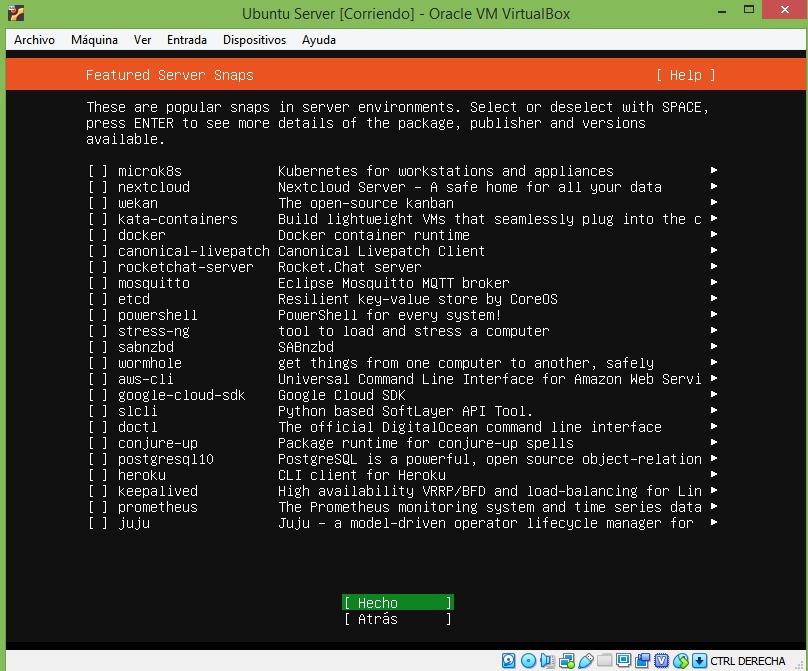 Ubuntu Server [Corriendo] - Oracle VM VirtualBox
Archivo Máquina Ver Entrada Dispositivos Ayuda
Featured Server Snaps [ Help ]
These are popular snaps in server environments. Select or deselect with SPACE,
press ENTER to see more details of the package, publisher and versions
available.
[ ] microk8s Kubernetes for workstations and appliances ►
[ ] nextcloud Nextcloud Server - A safe home for all your data ►
[ ] wekan The open-source kanban ►
[ ] kata-containers Build lightweight VMs that seamlessly plug into the c ►
[ ] docker Docker container runtime ►
[ ] canonical-livepatch Canonical Livepatch Client ►
[ ] rocketchat-server Rocket.Chat server ►
[ ] mosquitto Eclipse Mosquitto MQTT broker ►
[ ] etcd Resilient key-value store by CoreOS ►
[ ] powershell PowerShell for every system! ►
[ ] stress-ng tool to load and stress a computer ►
[ ] sabnzbd SABnzbd ►
[ ] wormhole get things from one computer to another, safely ►
[ ] aws-cli Universal Command Line Interface for Amazon Web Servi ►
[ ] google-cloud-sdk Google Cloud SDK ►
[ ] slcli Python based SoftLayer API Tool. ►
[ ] doctl The official DigitalOcean command line interface ►
[ ] conjure-up Package runtime for conjure-up spells ►
[ ] postgresql10 PostgreSQL is a powerful, open source object-relation ►
[ ] heroku CLI client for Heroku ►
[ ] keepalived High availability VRRP/BFD and load-balancing for Lin ►
[ ] prometheus The Prometheus monitoring system and time series data ►
[ ] juju Juju - a model-driven operator lifecycle manager for ►
[ Hecho ]
[ Atrás ]
CTRL DERECHA